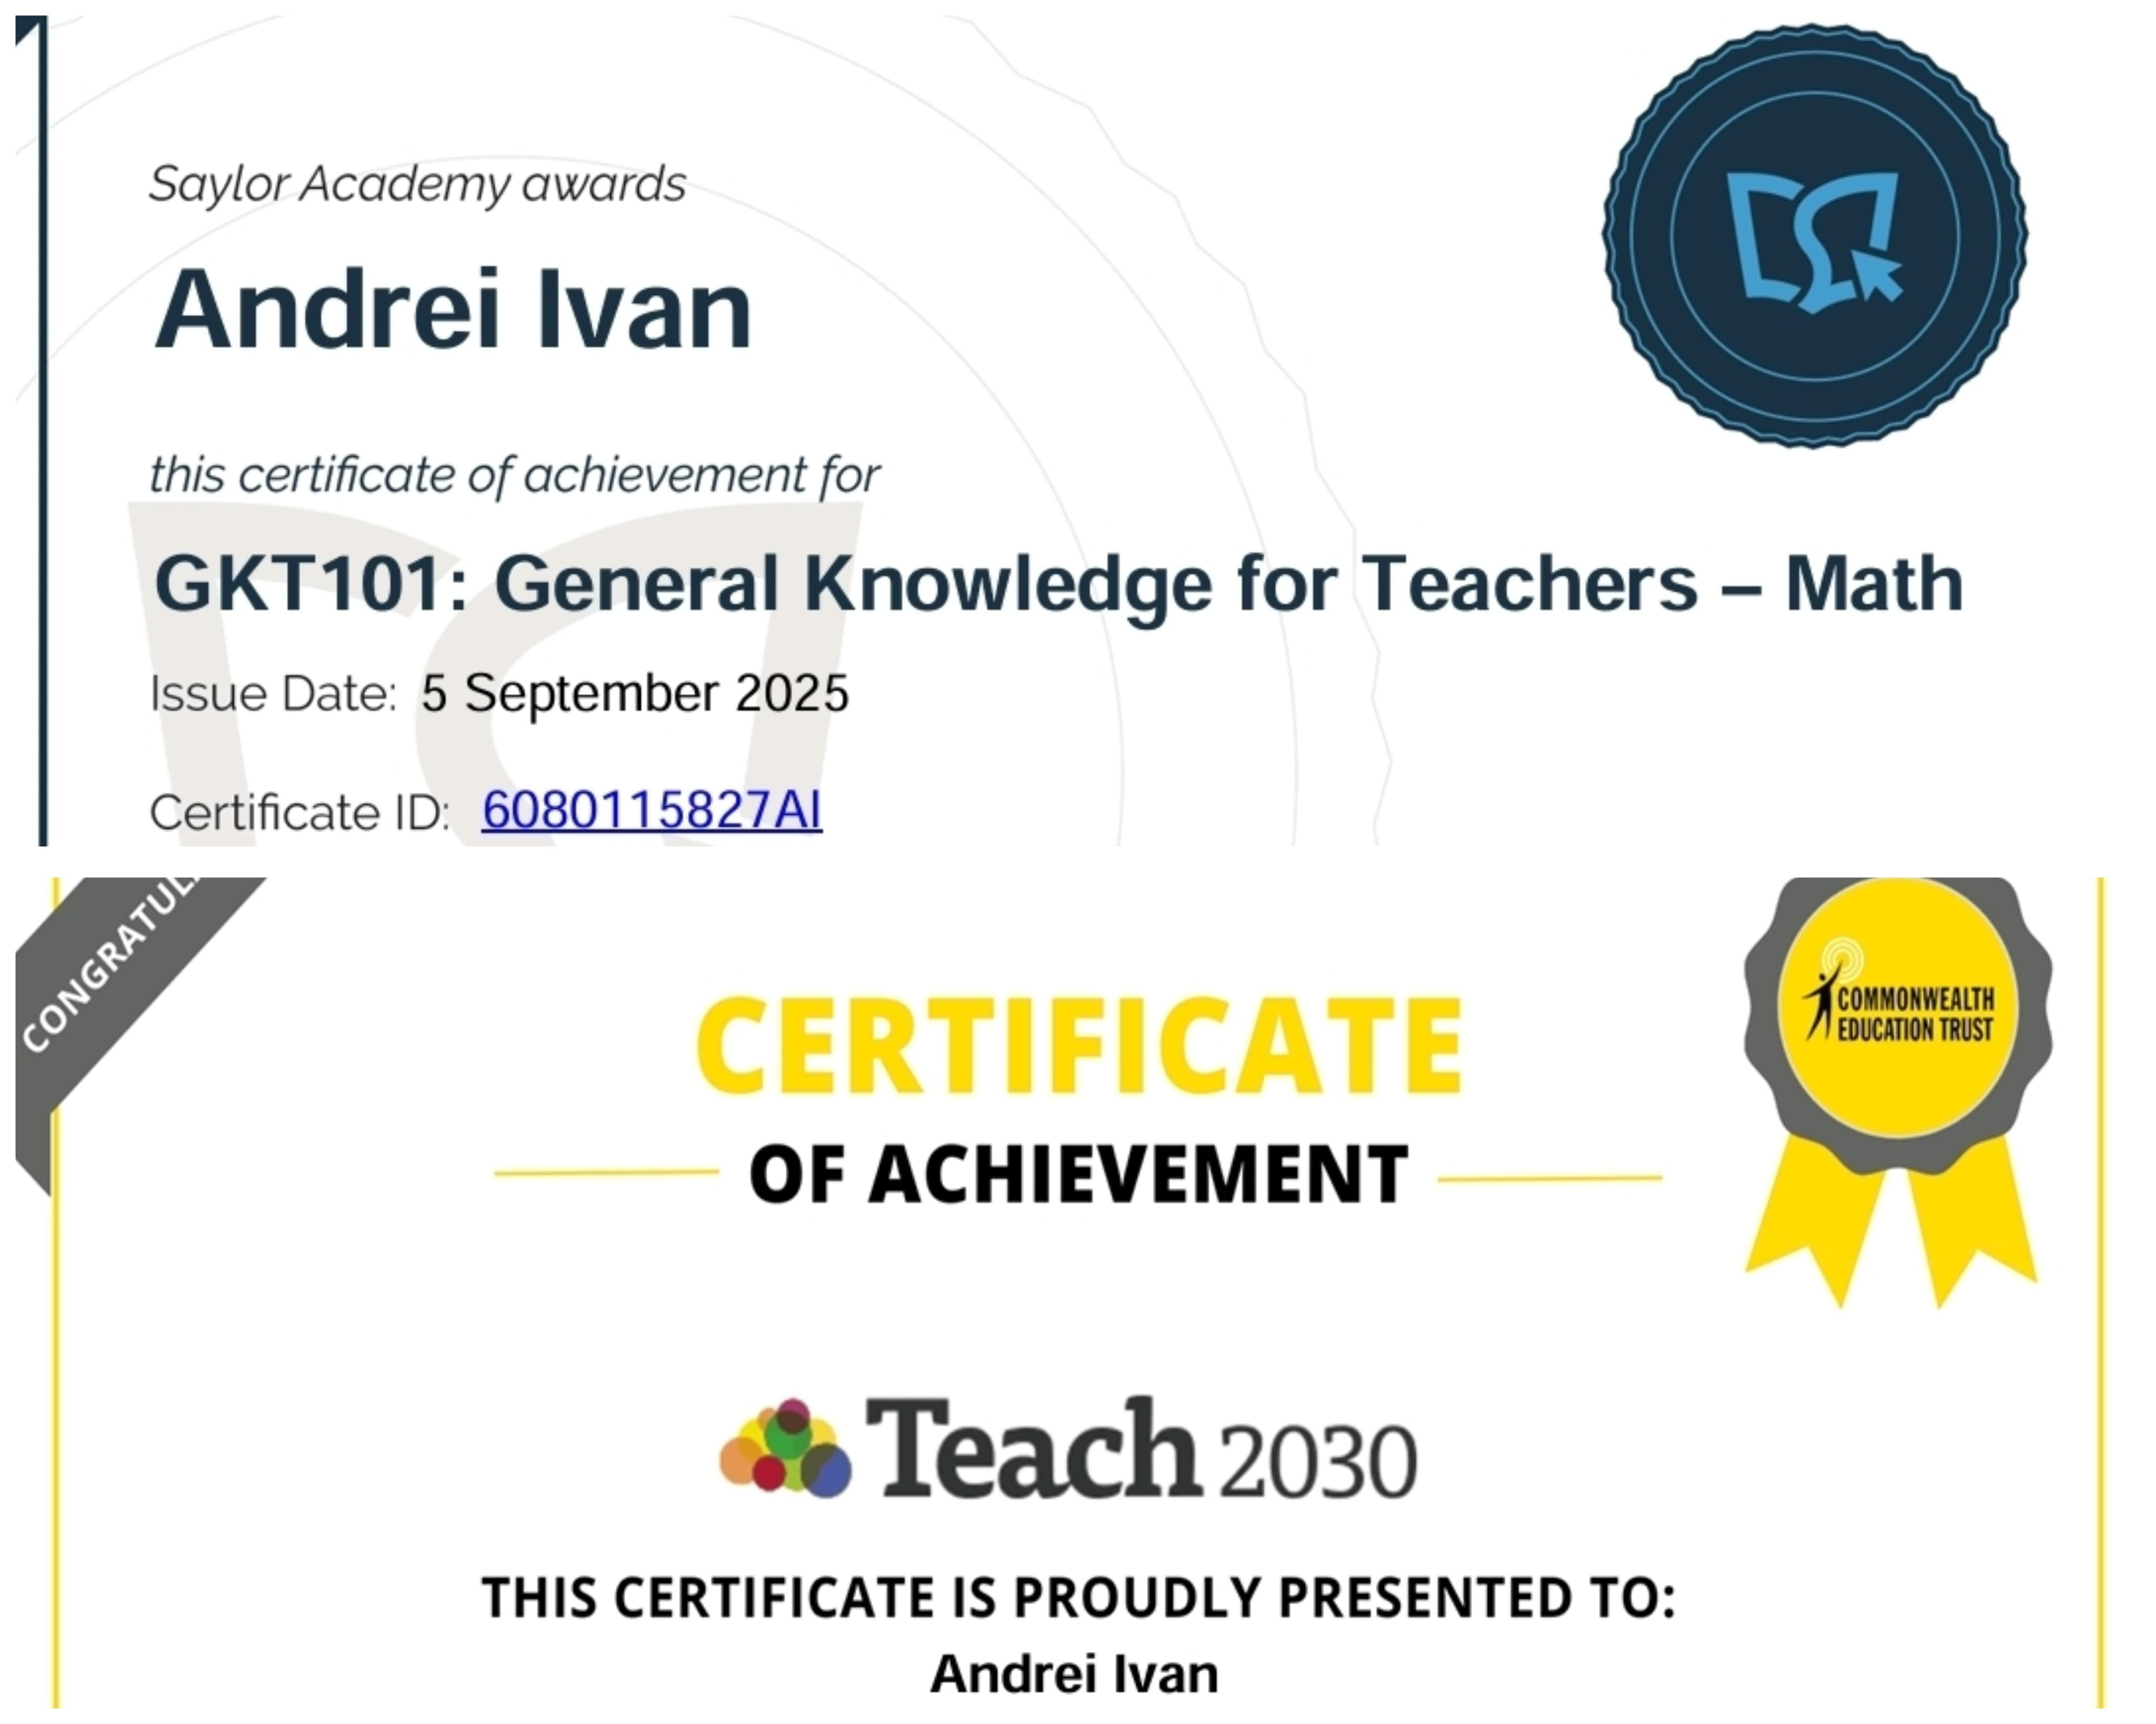 Saylor Academy awards
Andrei Ivan
this certificate of achievement for
GKT101: General Knowledge for Teachers – Math
Issue Date: 5 September 2025
Certificate ID: 6080115827AI
CONGRATUL
COMMONWEALTH
EDUCATION TRUST
CERTIFICATE
OF ACHIEVEMENT
Teach 2030
THIS CERTIFICATE IS PROUDLY PRESENTED TO:
Andrei Ivan